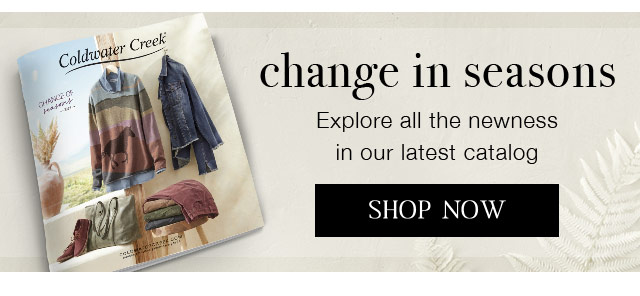 Coldwater Creek
CHANGE OF
seasons
change in seasons
Explore all the newness
in our latest catalog
SHOP NOW